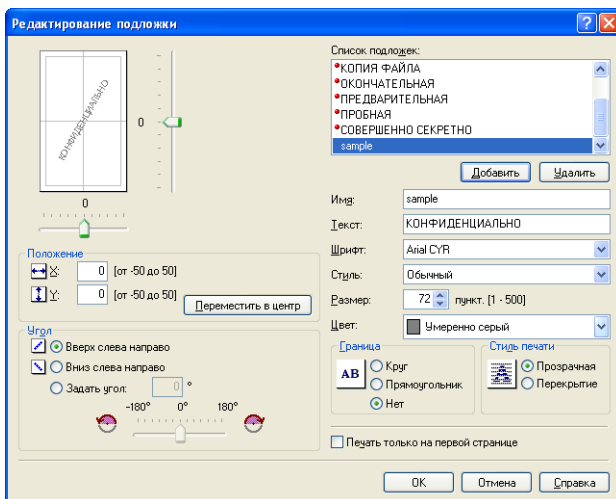 Редактирование подложки
КОНФИДЕНЦИАЛЬНО
0
0
Положение
X: 0 [от -50 до 50]
Y: 0 [от -50 до 50]
Переместить в центр
Угол
Вверх слева направо
Вниз слева направо
Задать угол: 0 °
-180° 0° 180°
Список подложек:
КОПИЯ ФАЙЛА
ОКОНЧАТЕЛЬНАЯ
ПРЕДВАРИТЕЛЬНАЯ
ПРОБНАЯ
СОВЕРШЕННО СЕКРЕТНО
sample
Добавить Удалить
Имя: sample
Текст: КОНФИДЕНЦИАЛЬНО
Шрифт: Arial CYR
Стиль: Обычный
Размер: 72 пункт. [1 - 500]
Цвет: Умеренно серый
Граница
AB
Круг
Прямоугольник
Нет
Стиль печати
Прозрачная
Перекрытие
Печать только на первой странице
OK Отмена Справка